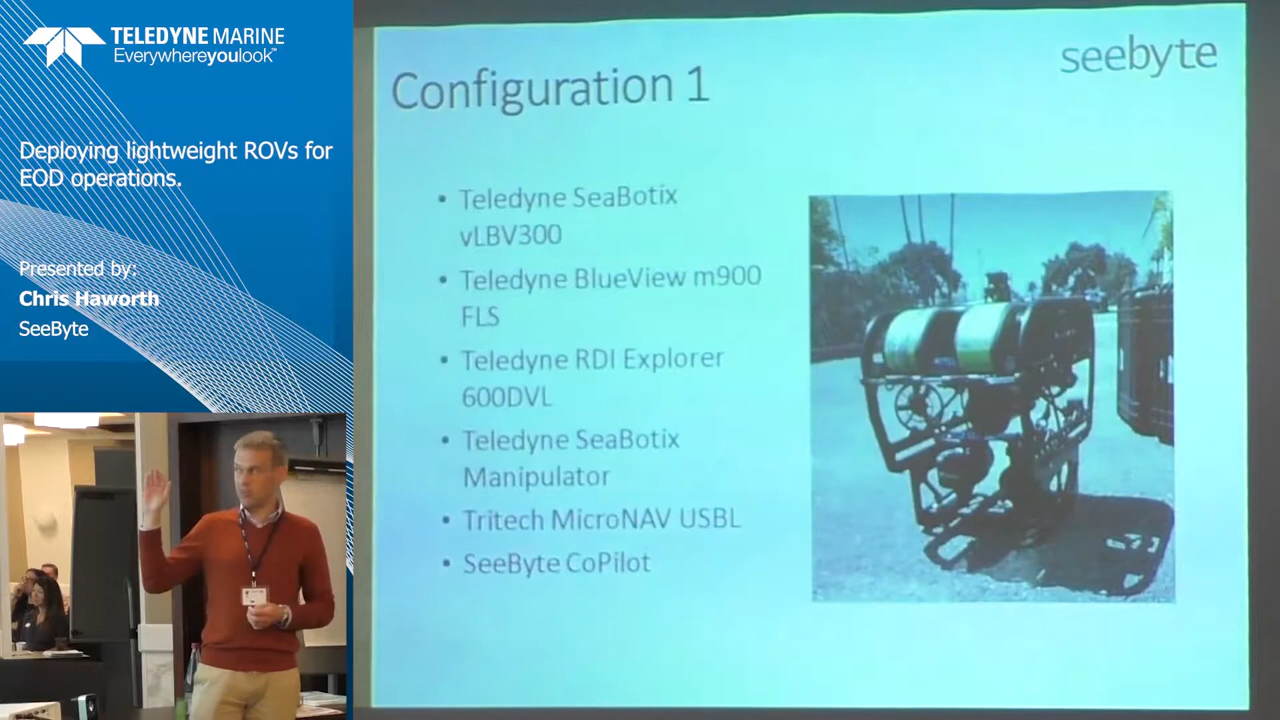 TELEDYNE MARINE
Everywhereyoulook™
Deploying lightweight ROVs for
EOD operations.
Presented by:
Chris Haworth
SeeByte
seebyte
Configuration 1
• Teledyne SeaBotix
vLBV300
• Teledyne BlueView m900
FLS
• Teledyne RDI Explorer
600DVL
• Teledyne SeaBotix
Manipulator
• Tritech MicroNAV USBL
• SeeByte CoPilot